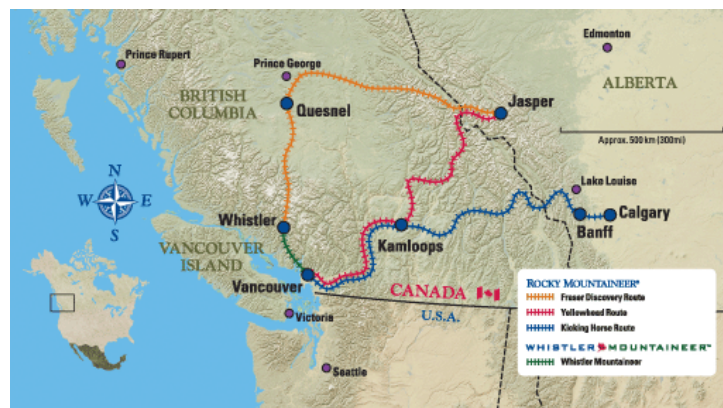 Edmonton
Prince Rupert
Prince George
ALBERTA
BRITISH
COLUMBIA
Quesnel
Jasper
Approx. 500 km (300mi)
N
W E
S
Lake Louise
Whistler
Calgary
Banff
Kamloops
VANCOUVER
ISLAND
Vancouver
CANADA
U.S.A.
Victoria
Seattle
ROCKY MOUNTAINEER®
Fraser Discovery Route
Yellowhead Route
Kicking Horse Route
WHISTLER MOUNTAINEER™
Whistler Mountaineer